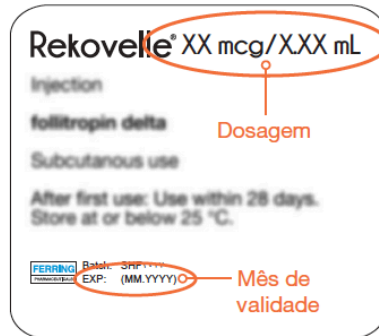 Rekovelle® XX mcg/X.XX mL
Injection
follitropin delta
Dosagem
Subcutanous use
After first use: Use within 28 days.
Store at or below 25 °C.
FERRING
PHARMACEUTICALS
Batch:
EXP: (MM.YYYY)
Mês de
validade